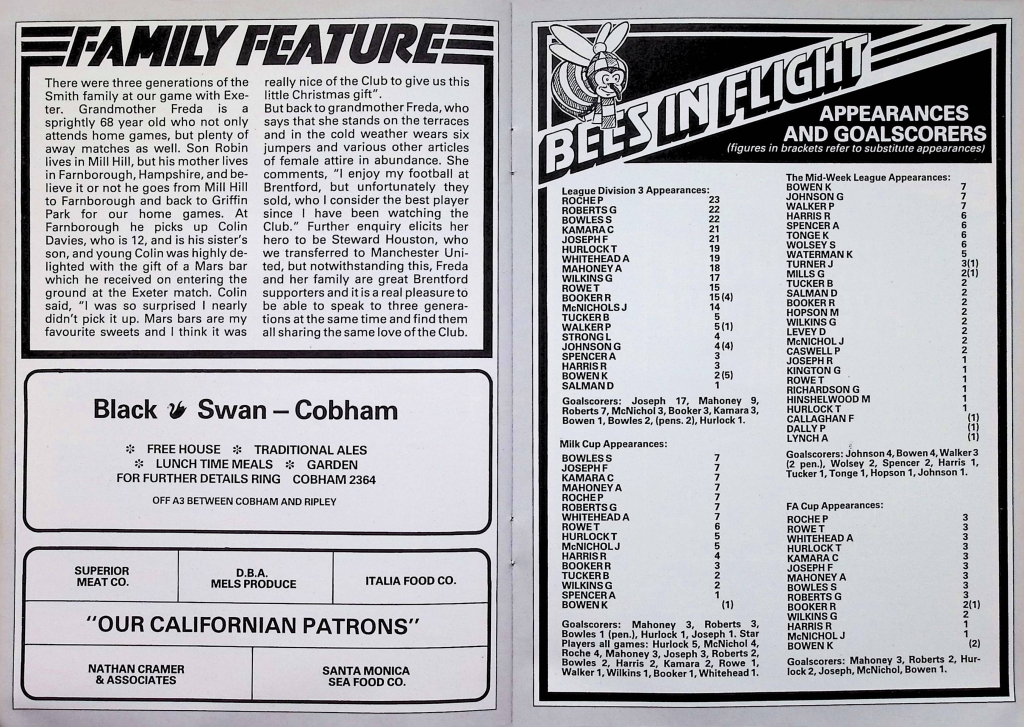 FAMILY FEATURE
There were three generations of the
Smith family at our game with Exe-
ter. Grandmother Freda is a
sprightly 68 year old who not only
attends home games, but plenty of
away matches as well. Son Robin
lives in Mill Hill, but his mother lives
in Farnborough, Hampshire, and be-
lieve it or not he goes from Mill Hill
to Farnborough and back to Griffin
Park for our home games. At
Farnborough he picks up Colin
Davies, who is 12, and is his sister's
son, and young Colin was highly de-
lighted with the gift of a Mars bar
which he received on entering the
ground at the Exeter match. Colin
said, "I was so surprised I nearly
didn't pick it up. Mars bars are my
favourite sweets and I think it was
really nice of the Club to give us this
little Christmas gift".
But back to grandmother Freda, who
says that she stands on the terraces
and in the cold weather wears six
jumpers and various other articles
of female attire in abundance. She
comments, "I enjoy my football at
Brentford, but unfortunately they
sold, who I consider the best player
since I have been watching the
Club." Further enquiry elicits her
hero to be Steward Houston, who
we transferred to Manchester Uni-
ted, but notwithstanding this, Freda
and her family are great Brentford
supporters and it is a real pleasure to
be able to speak to three genera-
tions at the same time and find them
all sharing the same love of the Club.
Black Swan – Cobham
❇ FREE HOUSE ❇ TRADITIONAL ALES
❇ LUNCH TIME MEALS ❇ GARDEN
FOR FURTHER DETAILS RING COBHAM 2364
OFF A3 BETWEEN COBHAM AND RIPLEY
SUPERIOR
MEAT CO.
D.B.A.
MELS PRODUCE
ITALIA FOOD CO.
"OUR CALIFORNIAN PATRONS"
NATHAN CRAMER
& ASSOCIATES
SANTA MONICA
SEA FOOD CO.
BEES IN FLIGHT
APPEARANCES
AND GOALSCORERS
(figures in brackets refer to substitute appearances)
League Division 3 Appearances:
ROCHE P 23
ROBERTS G 22
BOWLES S 22
KAMARA C 21
JOSEPH F 21
HURLOCK T 19
WHITEHEAD A 19
MAHONEY A 18
WILKINS G 17
ROWE T 15
BOOKER R 15 (4)
McNICHOLS J 14
TUCKER B 5
WALKER P 5 (1)
STRONG L 4
JOHNSON G 4 (4)
SPENCER A 3
HARRIS R 3
BOWEN K 2 (5)
SALMAN D 1
Goalscorers: Joseph 17, Mahoney 9,
Roberts 7, McNichol 3, Booker 3, Kamara 3,
Bowen 1, Bowles 2, (pens. 2), Hurlock 1.
Milk Cup Appearances:
BOWLES S 7
JOSEPH F 7
KAMARA C 7
MAHONEY A 7
ROCHE P 7
ROBERTS G 7
WHITEHEAD A 7
ROWE T 6
HURLOCK T 5
McNICHOL J 5
HARRIS R 4
BOOKER R 3
TUCKER B 2
WILKINS G 2
SPENCER A 1
BOWEN K (1)
Goalscorers: Mahoney 3, Roberts 3,
Bowles 1 (pen.), Hurlock 1, Joseph 1. Star
Players all games: Hurlock 5, McNichol 4,
Roche 4, Mahoney 3, Joseph 3, Roberts 2,
Bowles 2, Harris 2, Kamara 2, Rowe 1,
Walker 1, Wilkins 1, Booker 1, Whitehead 1.
The Mid-Week League Appearances:
BOWEN K 7
JOHNSON G 7
WALKER P 7
HARRIS R 6
SPENCER A 6
TONGE K 6
WOLSEY S 6
WATERMAN K 5
TURNER J 3(1)
MILLS G 2(1)
TUCKER B 2
SALMAN D 2
BOOKER R 2
HOPSON M 2
WILKINS G 2
LEVEY D 2
McNICHOL J 2
CASWELL P 2
JOSEPH R 1
KINGTON G 1
ROWE T 1
RICHARDSON G 1
HINSHELWOOD M 1
HURLOCK T 1
CALLAGHAN F (1)
DALLY P (1)
LYNCH A (1)
Goalscorers: Johnson 4, Bowen 4, Walker 3
(2 pen.), Wolsey 2, Spencer 2, Harris 1,
Tucker 1, Tonge 1, Hopson 1, Johnson 1.
FA Cup Appearances:
ROCHE P 3
ROWE T 3
WHITEHEAD A 3
HURLOCK T 3
KAMARA C 3
JOSEPH F 3
MAHONEY A 3
BOWLES S 3
ROBERTS G 3
BOOKER R 2(1)
WILKINS G 2
HARRIS R 1
McNICHOL J 1
BOWEN K (2)
Goalscorers: Mahoney 3, Roberts 2, Hur-
lock 2, Joseph, McNichol, Bowen 1.